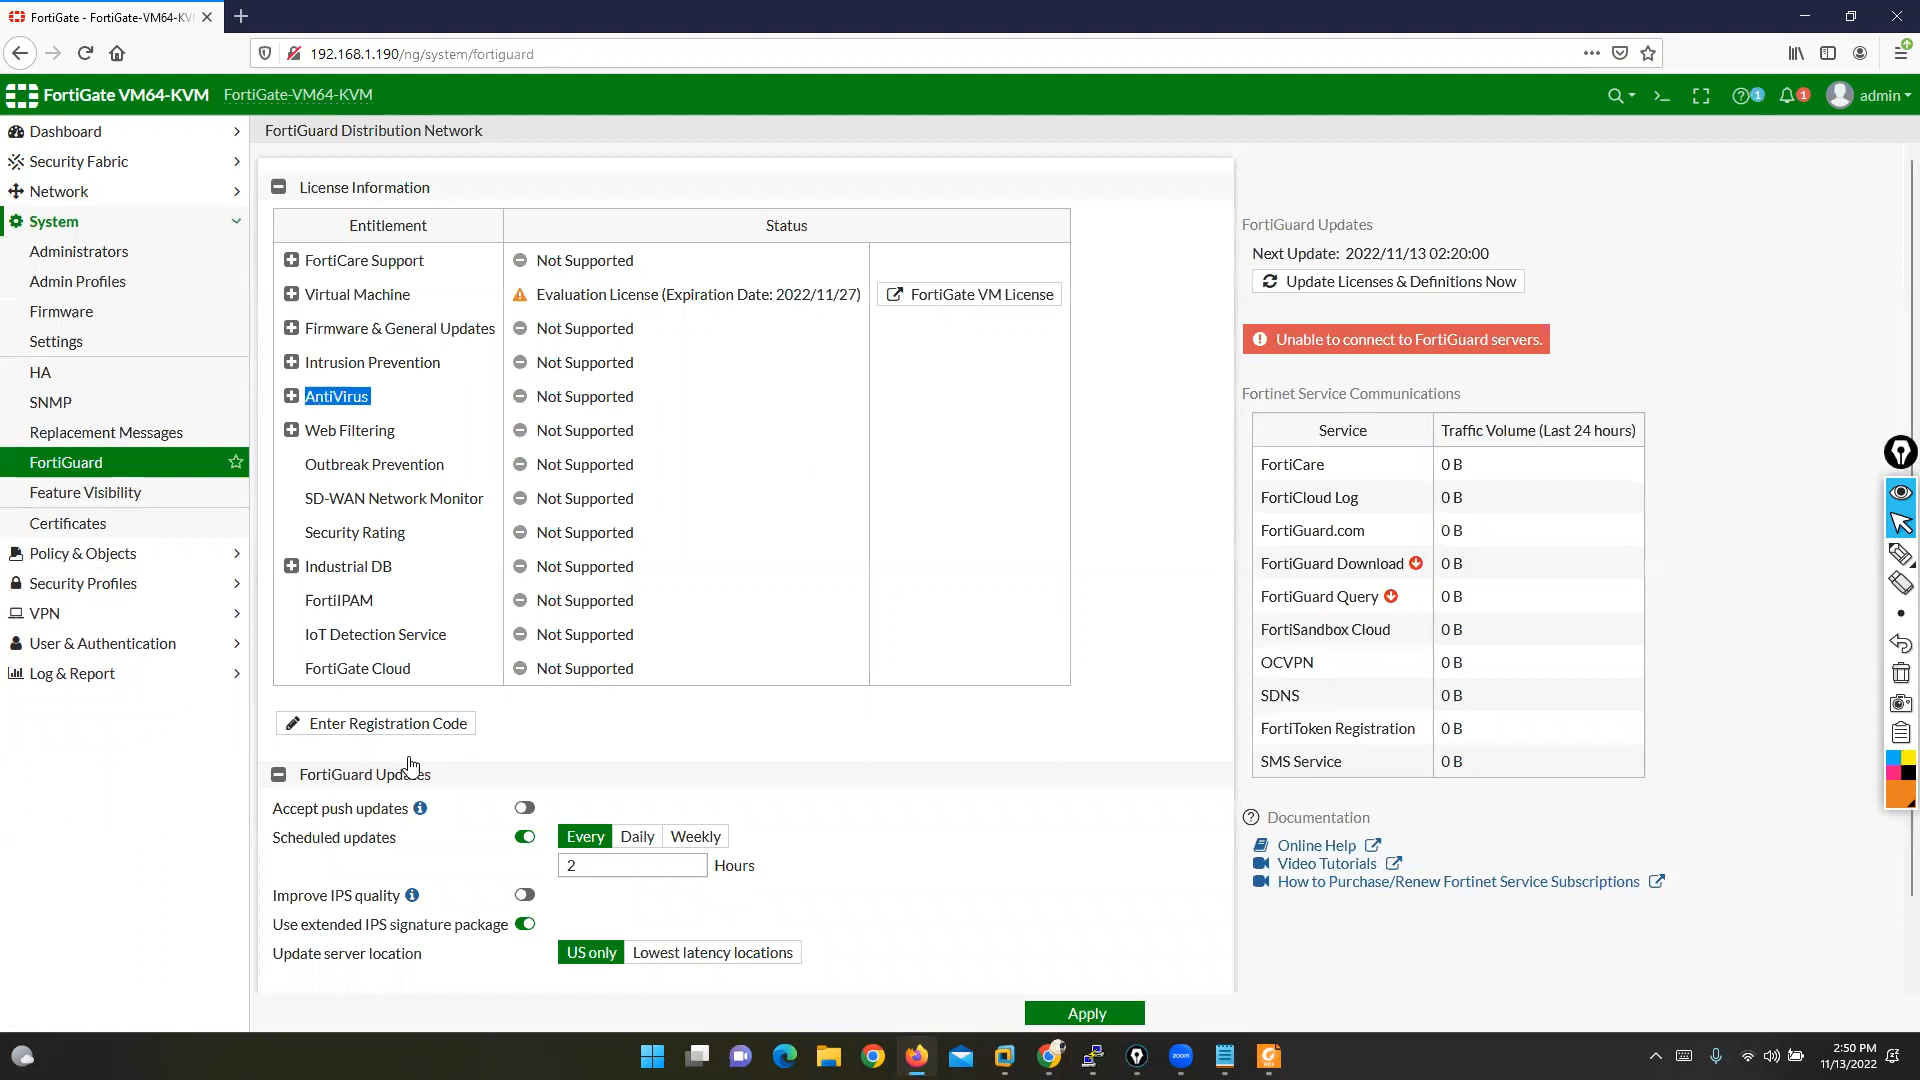 FortiGate - FortiGate-VM64-KV
192.168.1.190/ng/system/fortiguard
FortiGate VM64-KVM
FortiGate-VM64-KVM
1
1
admin
Dashboard
Security Fabric
Network
System
Administrators
Admin Profiles
Firmware
Settings
HA
SNMP
Replacement Messages
FortiGuard
Feature Visibility
Certificates
Policy & Objects
Security Profiles
VPN
User & Authentication
Log & Report
FortiGuard Distribution Network
License Information
Entitlement Status
FortiCare Support Not Supported
Virtual Machine Evaluation License (Expiration Date: 2022/11/27) FortiGate VM License
Firmware & General Updates Not Supported
Intrusion Prevention Not Supported
AntiVirus Not Supported
Web Filtering Not Supported
Outbreak Prevention Not Supported
SD-WAN Network Monitor Not Supported
Security Rating Not Supported
Industrial DB Not Supported
FortiIPAM Not Supported
IoT Detection Service Not Supported
FortiGate Cloud Not Supported
Enter Registration Code
FortiGuard Updates
Accept push updates
Scheduled updates Every Daily Weekly
2 Hours
Improve IPS quality
Use extended IPS signature package
Update server location US only Lowest latency locations
Apply
FortiGuard Updates
Next Update: 2022/11/13 02:20:00
Update Licenses & Definitions Now
Unable to connect to FortiGuard servers.
Fortinet Service Communications
Service Traffic Volume (Last 24 hours)
FortiCare 0 B
FortiCloud Log 0 B
FortiGuard.com 0 B
FortiGuard Download 0 B
FortiGuard Query 0 B
FortiSandbox Cloud 0 B
OCVPN 0 B
SDNS 0 B
FortiToken Registration 0 B
SMS Service 0 B
Documentation
Online Help
Video Tutorials
How to Purchase/Renew Fortinet Service Subscriptions
zoom
PDF
2:50 PM
11/13/2022